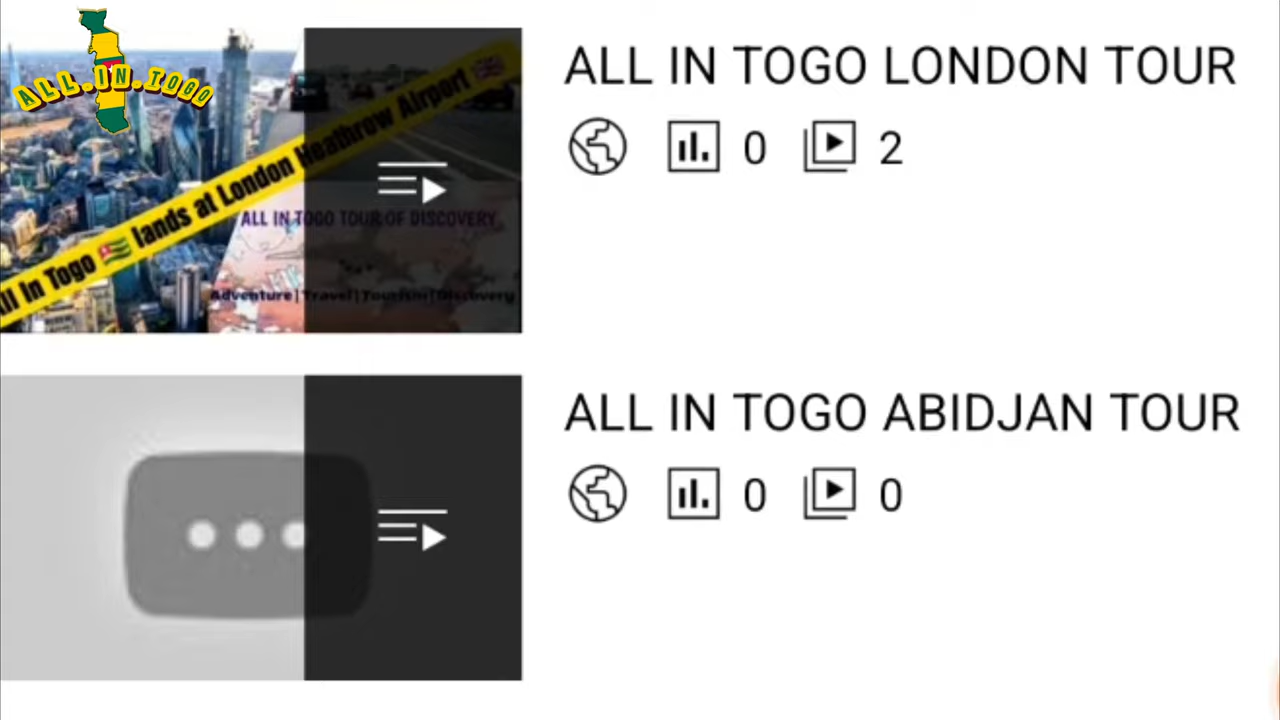 ALL.IN.TOGO
All In Togo lands at London Heathrow Airport
ALL IN TOGO TOUR OF DISCOVERY
Adventure|Travel|Tourism|Discovery
ALL IN TOGO LONDON TOUR
0 2
ALL IN TOGO ABIDJAN TOUR
0 0